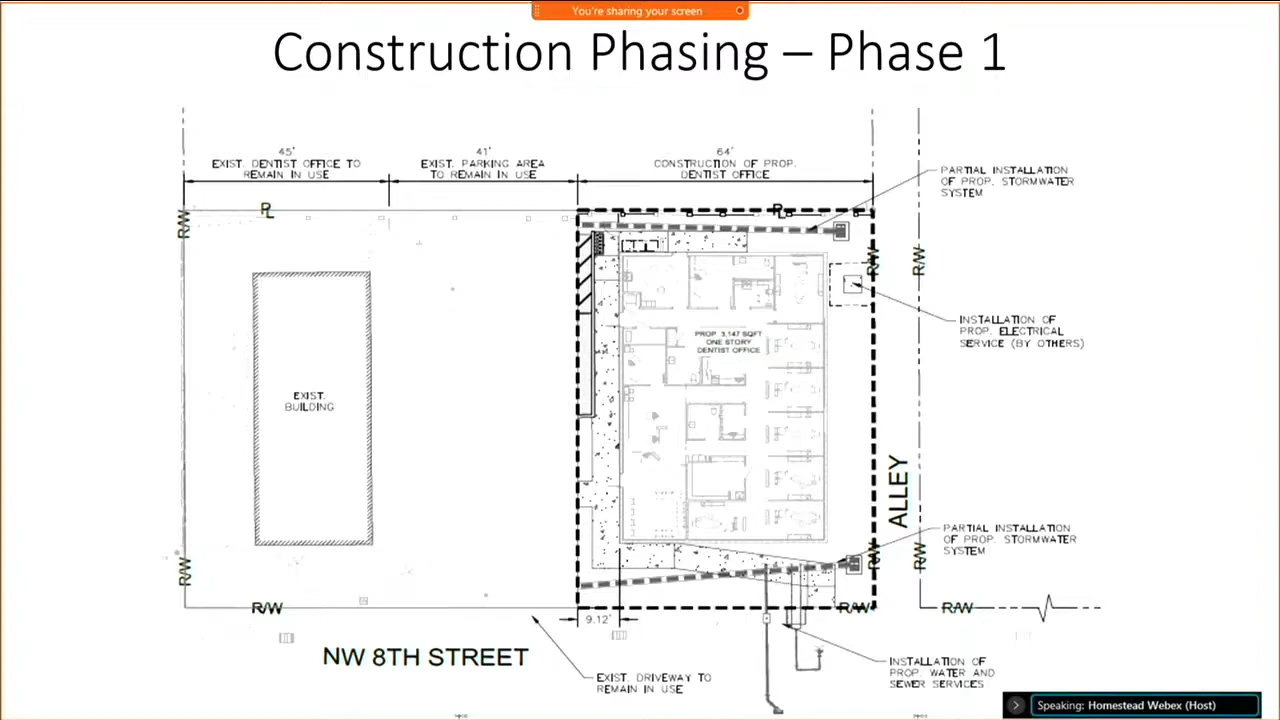 You're sharing your screen
Construction Phasing – Phase 1
45'
EXIST. DENTIST OFFICE TO
REMAIN IN USE
41'
EXIST. PARKING AREA
TO REMAIN IN USE
64'
CONSTRUCTION OF PROP.
DENTIST OFFICE
PARTIAL INSTALLATION
OF PROP. STORMWATER
SYSTEM
PL
PL
R/W
R/W
R/W
INSTALLATION OF
PROP. ELECTRICAL
SERVICE (BY OTHERS)
PROP. 3,147 SQFT
ONE STORY
DENTIST OFFICE
EXIST.
BUILDING
ALLEY
PARTIAL INSTALLATION
OF PROP. STORMWATER
SYSTEM
R/W
R/W
R/W
R/W
R/W
R/W
9.12'
NW 8TH STREET
EXIST. DRIVEWAY TO
REMAIN IN USE
INSTALLATION OF
PROP. WATER AND
SEWER SERVICES
Speaking: Homestead Webex (Host)